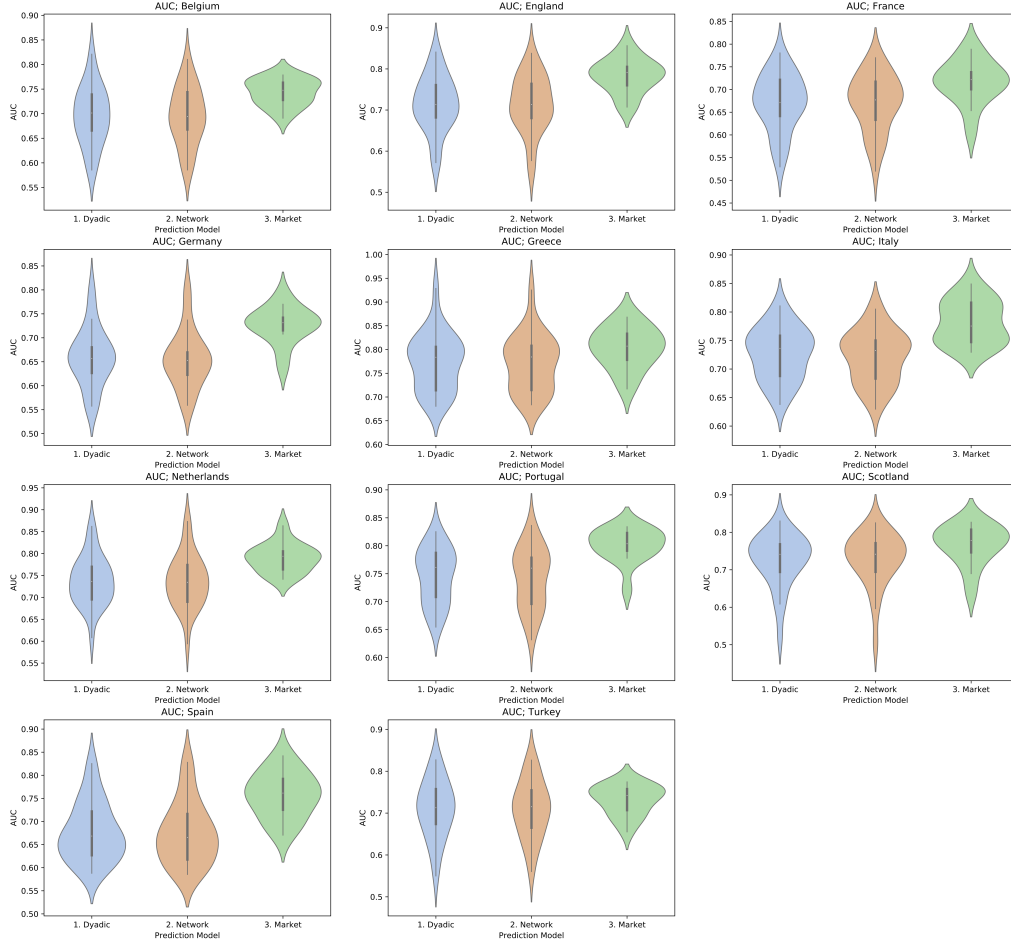 AUC; Belgium
0.90
0.85
0.80
0.75
0.70
0.65
0.60
0.55
AUC
1. Dyadic 2. Network 3. Market
Prediction Model
AUC; England
0.9
0.8
0.7
0.6
0.5
AUC
1. Dyadic 2. Network 3. Market
Prediction Model
AUC; France
0.85
0.80
0.75
0.70
0.65
0.60
0.55
0.50
0.45
AUC
1. Dyadic 2. Network 3. Market
Prediction Model
AUC; Germany
0.85
0.80
0.75
0.70
0.65
0.60
0.55
0.50
AUC
1. Dyadic 2. Network 3. Market
Prediction Model
AUC; Greece
1.00
0.95
0.90
0.85
0.80
0.75
0.70
0.65
0.60
AUC
1. Dyadic 2. Network 3. Market
Prediction Model
AUC; Italy
0.90
0.85
0.80
0.75
0.70
0.65
0.60
AUC
1. Dyadic 2. Network 3. Market
Prediction Model
AUC; Netherlands
0.95
0.90
0.85
0.80
0.75
0.70
0.65
0.60
0.55
AUC
1. Dyadic 2. Network 3. Market
Prediction Model
AUC; Portugal
0.90
0.85
0.80
0.75
0.70
0.65
0.60
AUC
1. Dyadic 2. Network 3. Market
Prediction Model
AUC; Scotland
0.9
0.8
0.7
0.6
0.5
AUC
1. Dyadic 2. Network 3. Market
Prediction Model
AUC; Spain
0.90
0.85
0.80
0.75
0.70
0.65
0.60
0.55
0.50
AUC
1. Dyadic 2. Network 3. Market
Prediction Model
AUC; Turkey
0.9
0.8
0.7
0.6
0.5
AUC
1. Dyadic 2. Network 3. Market
Prediction Model